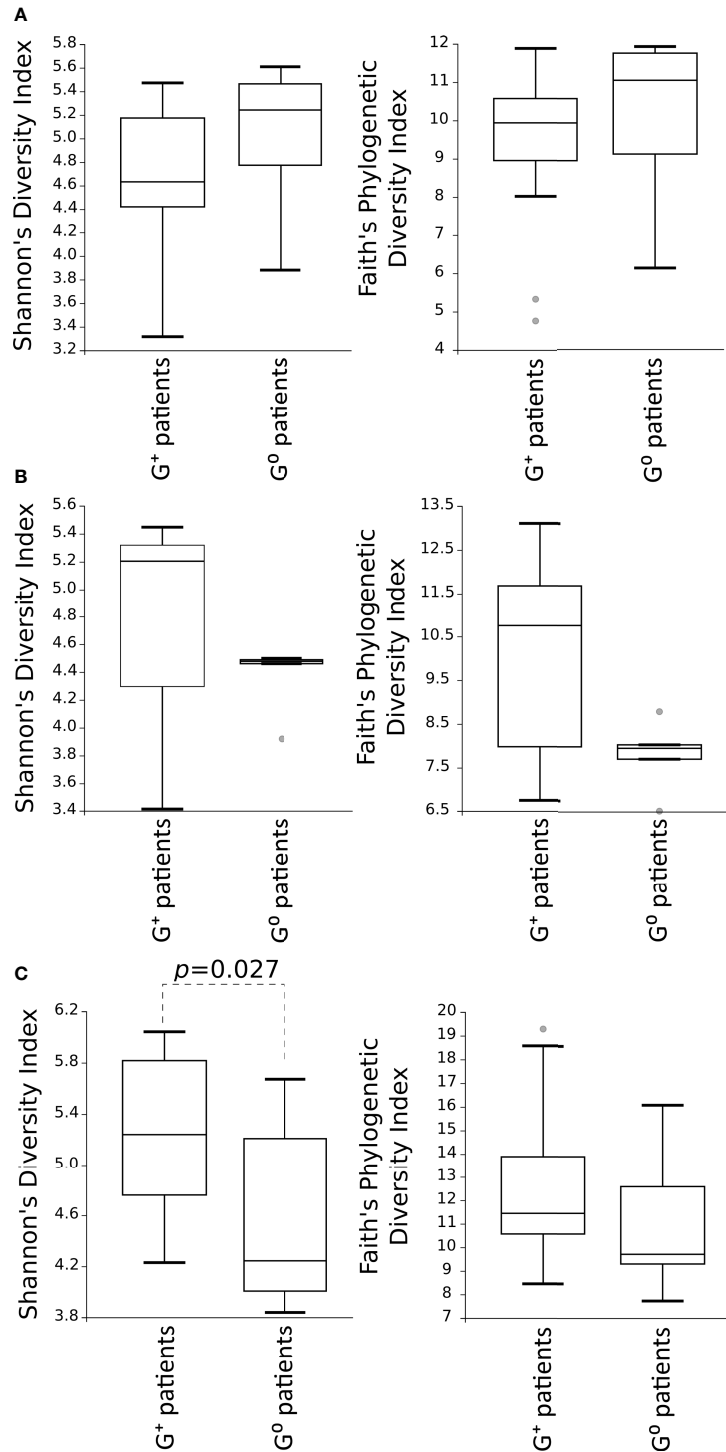 A
Shannon's Diversity Index
5.8
5.6
5.4
5.2
5.0
4.8
4.6
4.4
4.2
4.0
3.8
3.6
3.4
3.2
G⁺ patients
G⁰ patients
Faith's Phylogenetic
Diversity Index
12
11
10
9
8
7
6
5
4
G⁺ patients
G⁰ patients
B
Shannon's Diversity Index
5.6
5.4
5.2
5.0
4.8
4.6
4.4
4.2
4.0
3.8
3.6
3.4
G⁺ patients
G⁰ patients
Faith's Phylogenetic
Diversity Index
13.5
12.5
11.5
10.5
9.5
8.5
7.5
6.5
G⁺ patients
G⁰ patients
C
p=0.027
Shannon's Diversity Index
6.2
5.8
5.4
5.0
4.6
4.2
3.8
G⁺ patients
G⁰ patients
Faith's Phylogenetic
Diversity Index
20
19
18
17
16
15
14
13
12
11
10
9
8
7
G⁺ patients
G⁰ patients